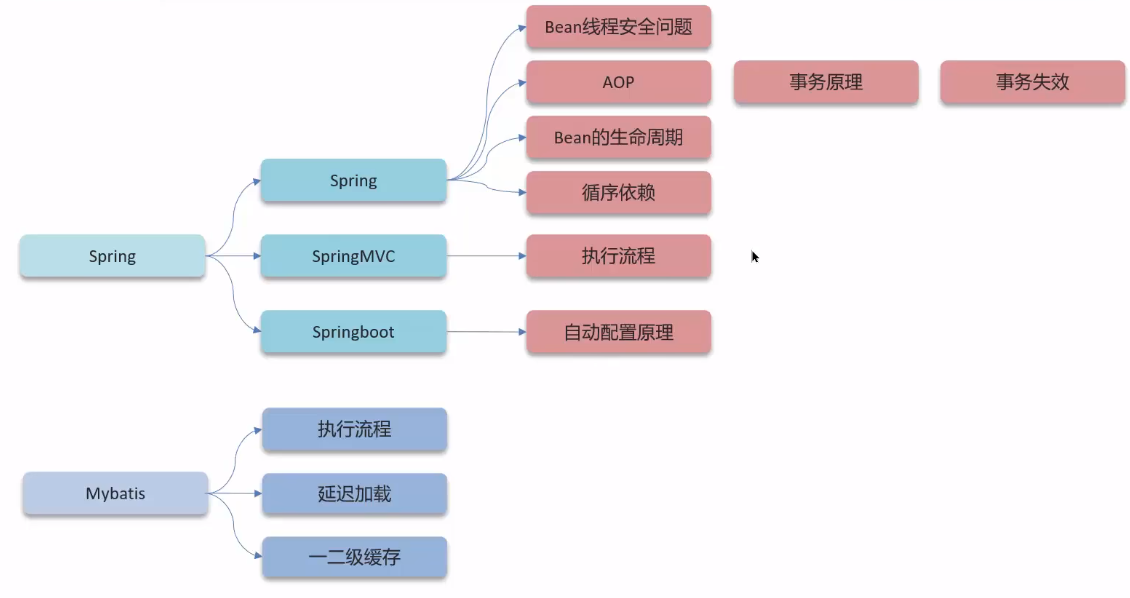 Bean线程安全问题
AOP
事务原理
事务失效
Bean的生命周期
Spring
循序依赖
Spring
SpringMVC
执行流程
Springboot
自动配置原理
执行流程
Mybatis
延迟加载
一二级缓存